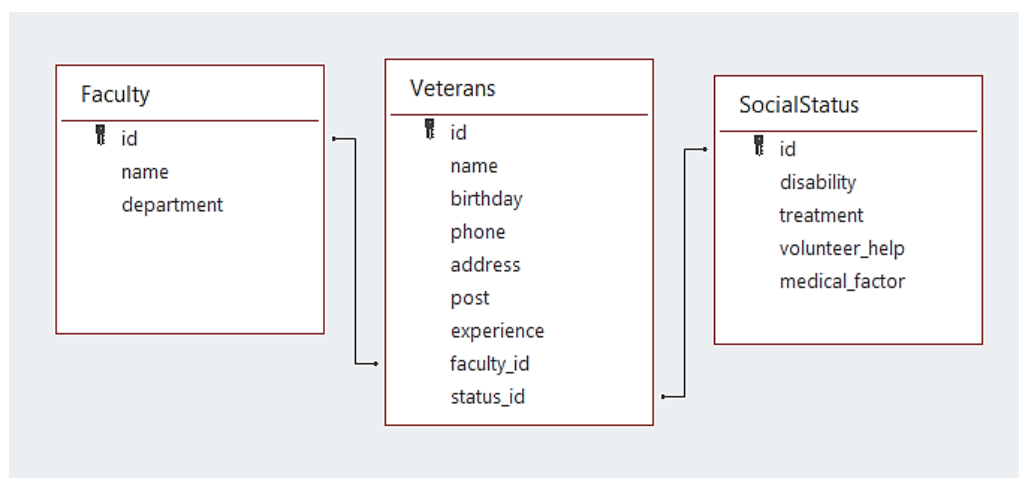 Faculty
id
name
department
Veterans
id
name
birthday
phone
address
post
experience
faculty_id
status_id
SocialStatus
id
disability
treatment
volunteer_help
medical_factor